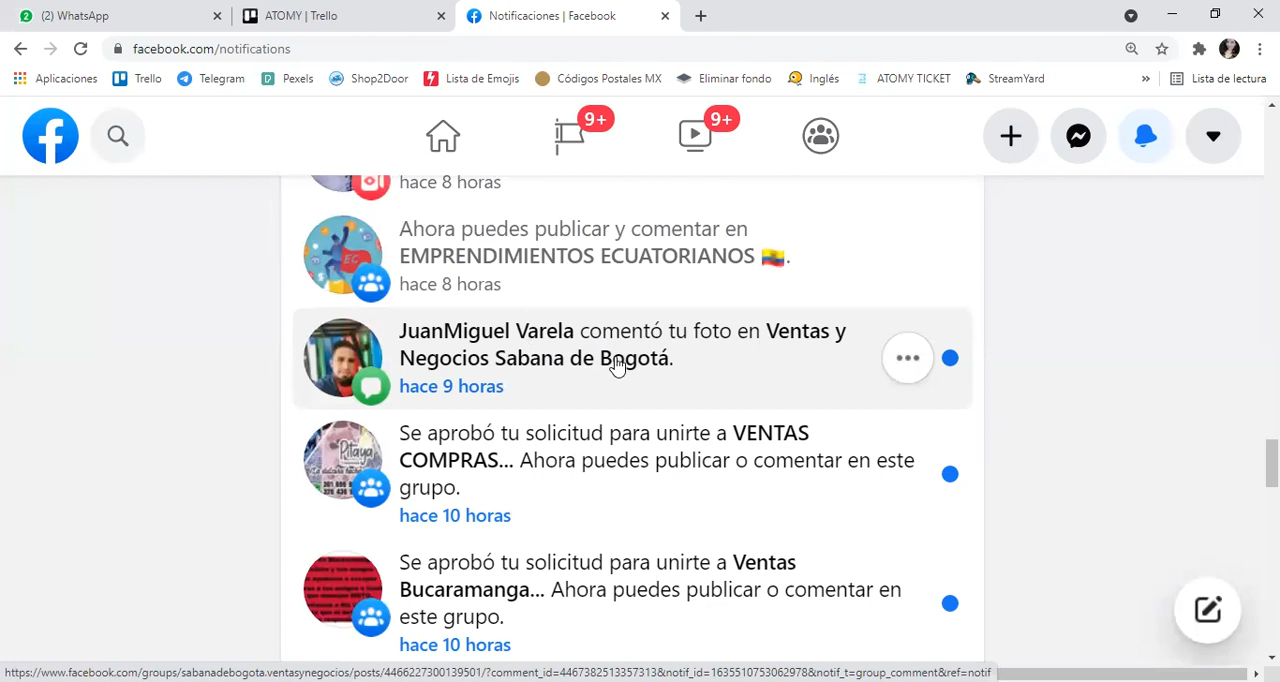 2 (2) WhatsApp
ATOMY | Trello
Notificaciones | Facebook
facebook.com/notifications
Aplicaciones Trello Telegram Pexels Shop2Door Lista de Emojis Códigos Postales MX Eliminar fondo Inglés ATOMY TICKET StreamYard » Lista de lectura
9+ 9+
hace 8 horas
Ahora puedes publicar y comentar en
EMPRENDIMIENTOS ECUATORIANOS 🇪🇨.
hace 8 horas
JuanMiguel Varela comentó tu foto en Ventas y
Negocios Sabana de Bogotá.
hace 9 horas
Se aprobó tu solicitud para unirte a VENTAS
COMPRAS... Ahora puedes publicar o comentar en este
grupo.
hace 10 horas
Se aprobó tu solicitud para unirte a Ventas
Bucaramanga... Ahora puedes publicar o comentar en
este grupo.
hace 10 horas
EC
Pitaya
https://www.facebook.com/groups/sabanadebogota.ventasynegocios/posts/4466227300139501/?comment_id=4467382513357313&notif_id=1635510753062978&notif_t=group_comment&ref=notif